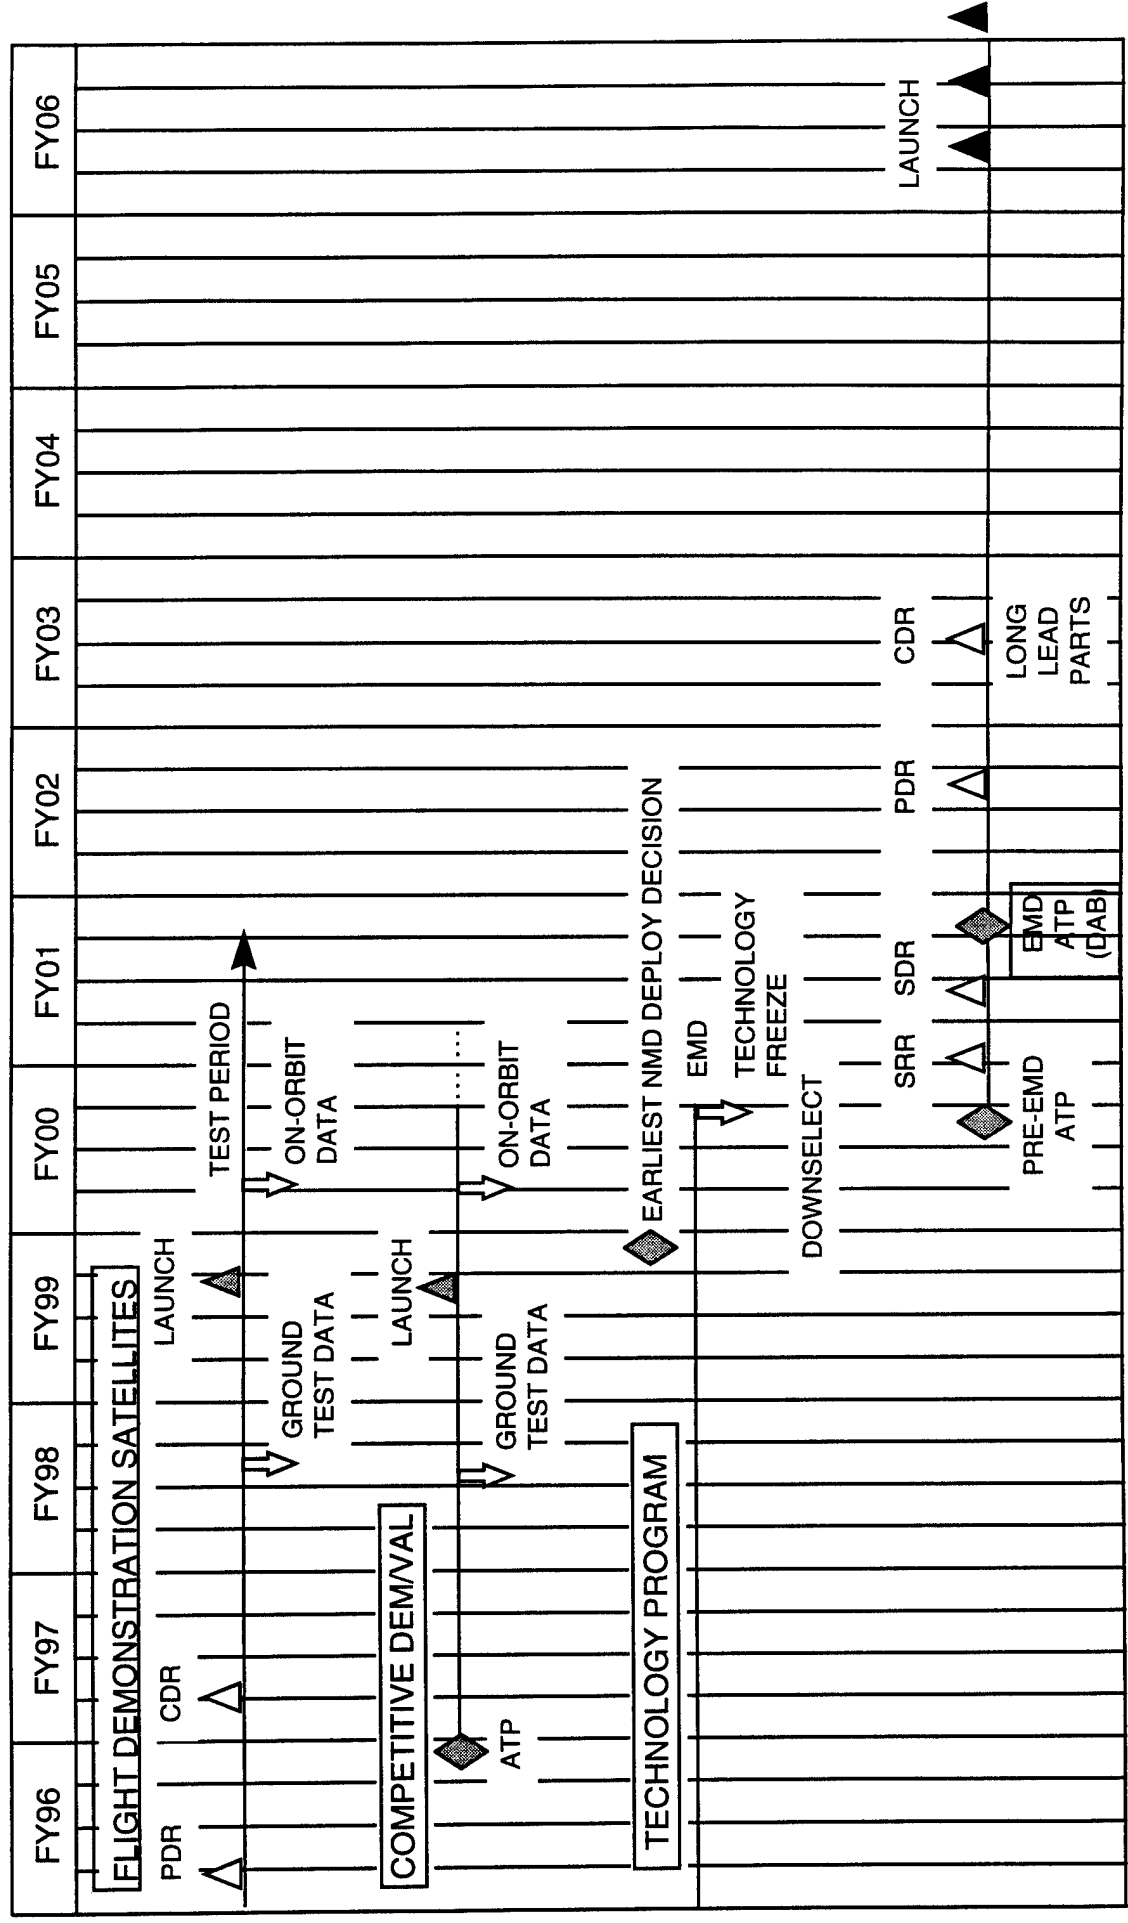 FY96
FY97
FY98
FY99
FY00
FY01
FY02
FY03
FY04
FY05
FY06
FLIGHT DEMONSTRATION SATELLITES
PDR
CDR
LAUNCH
TEST PERIOD
GROUND
TEST DATA
ON-ORBIT
DATA
COMPETITIVE DEM/VAL
LAUNCH
ATP
GROUND
TEST DATA
ON-ORBIT
DATA
EARLIEST NMD DEPLOY DECISION
TECHNOLOGY PROGRAM
EMD
TECHNOLOGY
FREEZE
DOWNSELECT
SRR
SDR
PDR
CDR
LAUNCH
PRE-EMD
ATP
EMD
ATP
(DAB)
LONG
LEAD
PARTS